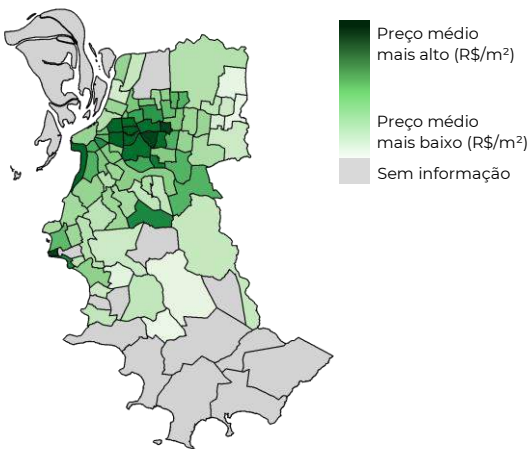 Preço médio
mais alto (R$/m²)
Preço médio
mais baixo (R$/m²)
Sem informação